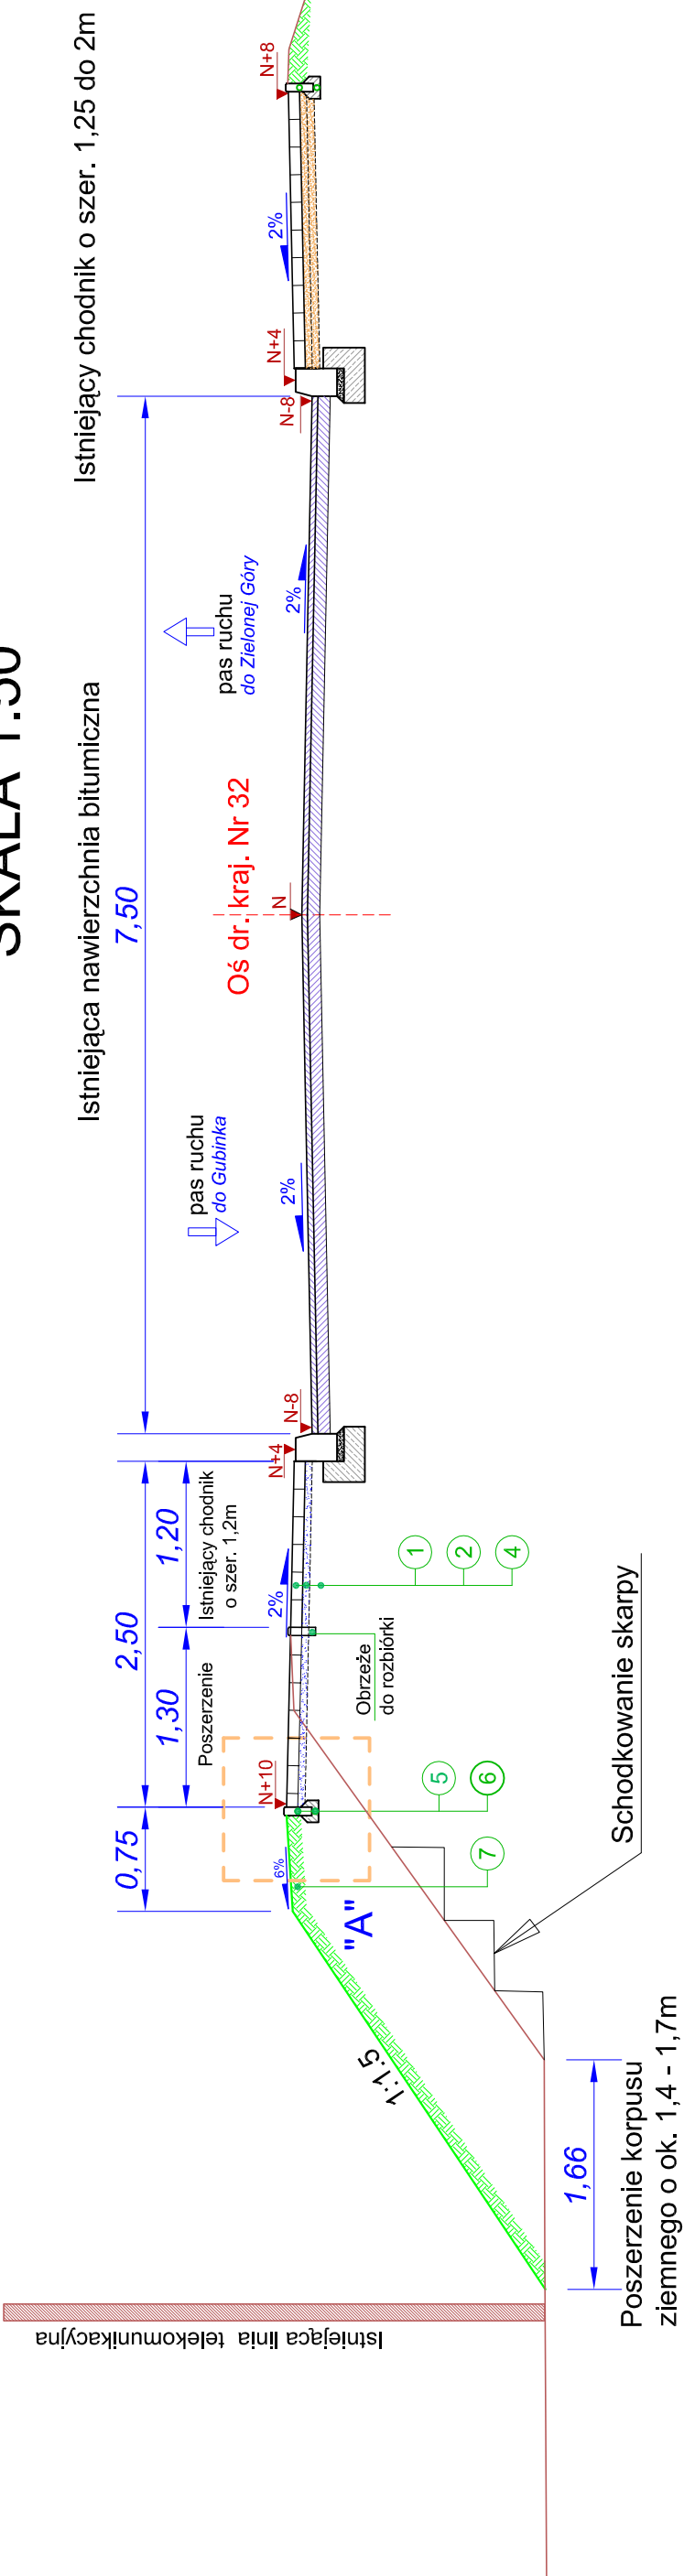 SKALA 1:50
Istniejący chodnik o szer. 1,25 do 2m
Istniejąca nawierzchnia bitumiczna
7,50
2,50
0,75
1,20
1,30
Istniejący chodnik
o szer. 1,2m
Poszerzenie
pas ruchu
do Gubinka
pas ruchu
do Zielonej Góry
Oś dr. kraj. Nr 32
N+10
6%
2%
N+4
N-8
2%
N
2%
N-8
N+4
2%
N+8
"A"
1:1.5
Obrzeże
do rozbiórki
1
2
4
5
6
7
Schodkowanie skarpy
1,66
Poszerzenie korpusu
ziemnego o ok. 1,4 - 1,7m
Istniejąca linia telekomunikacyjna